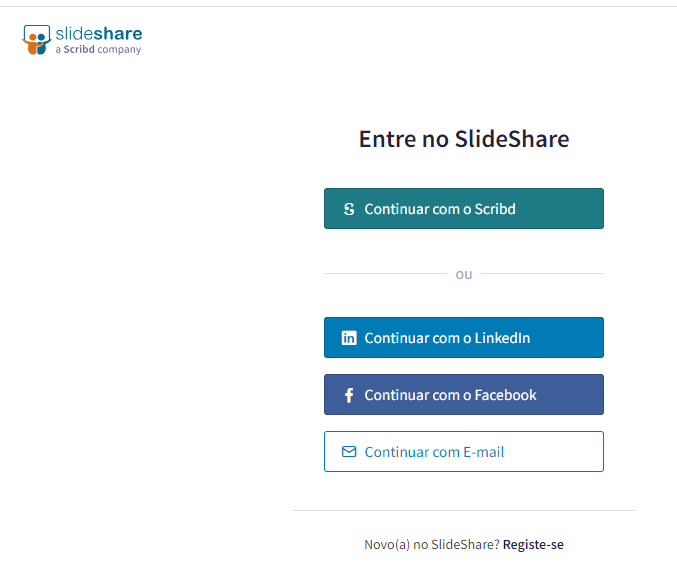 slideshare
a Scribd company
Entre no SlideShare
Continuar com o Scribd
ou
Continuar com o LinkedIn
Continuar com o Facebook
Continuar com E-mail
Novo(a) no SlideShare? Registe-se